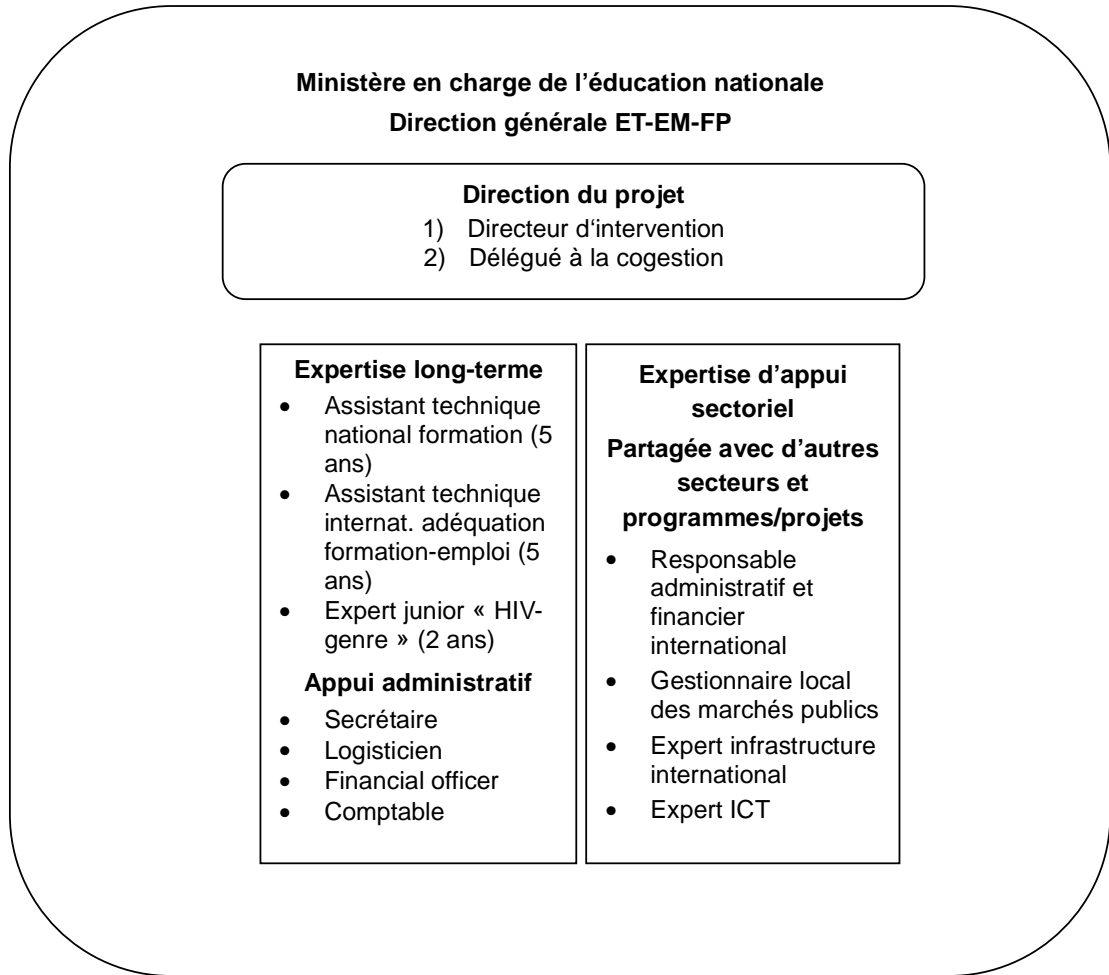 Ministère en charge de l’éducation nationale
Direction générale ET-EM-FP
Direction du projet
1) Directeur d‘intervention
2) Délégué à la cogestion
Expertise long-terme
• Assistant technique
national formation (5
ans)
• Assistant technique
internat. adéquation
formation-emploi (5
ans)
• Expert junior « HIV-
genre » (2 ans)
Appui administratif
• Secrétaire
• Logisticien
• Financial officer
• Comptable
Expertise d’appui
sectoriel
Partagée avec d’autres
secteurs et
programmes/projets
• Responsable
administratif et
financier
international
• Gestionnaire local
des marchés publics
• Expert infrastructure
international
• Expert ICT